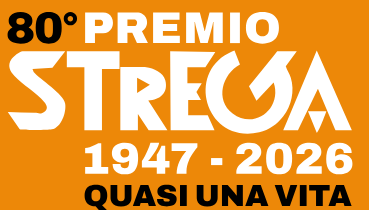 80° PREMIO
STREGA
1947 - 2026
QUASI UNA VITA